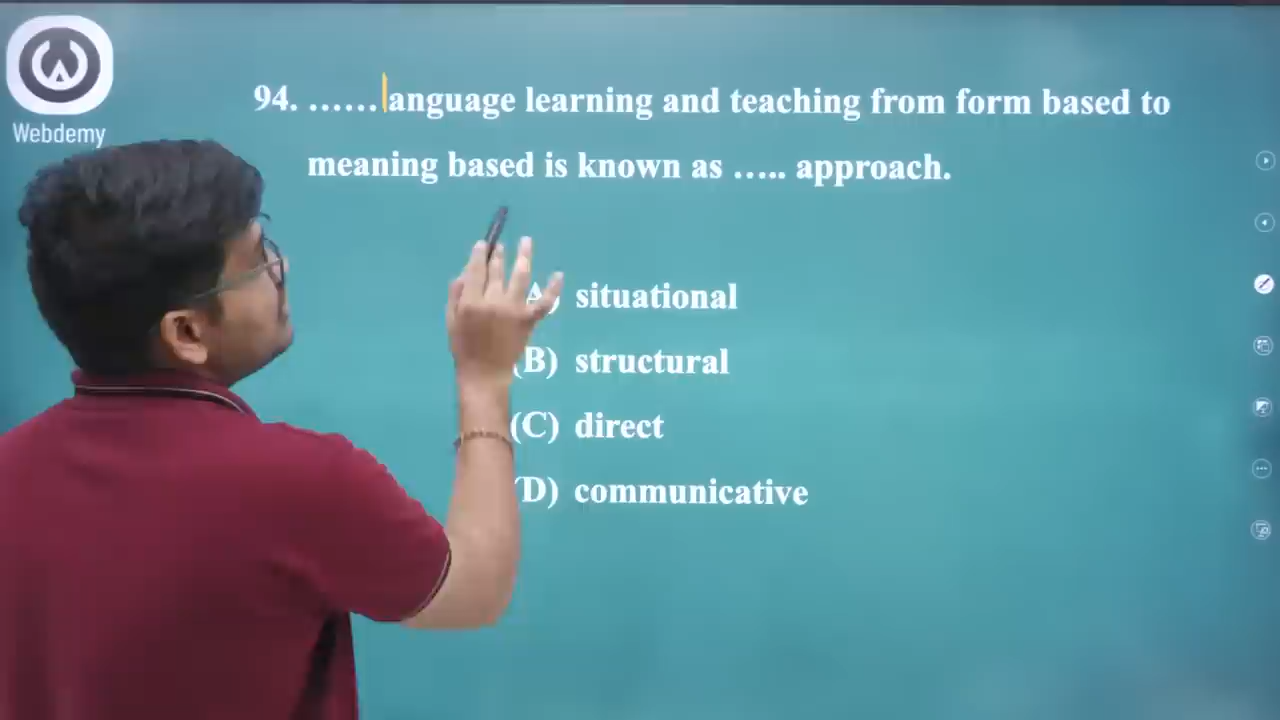 Webdemy
94. ......language learning and teaching from form based to
meaning based is known as ..... approach.
A) situational
(B) structural
(C) direct
D) communicative